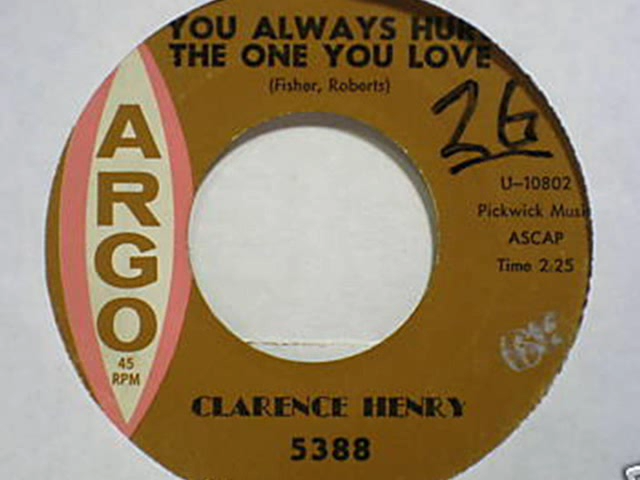 YOU ALWAYS HUR
THE ONE YOU LOVE
(Fisher, Roberts)
26
ARGO
45
RPM
U-10802
Pickwick Musi
ASCAP
Time 2:25
CLARENCE HENRY
5388